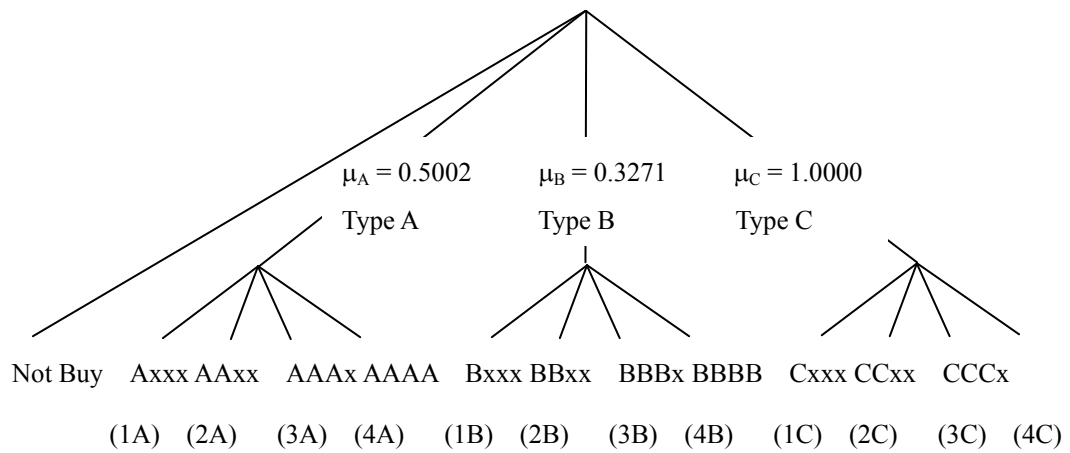 μA = 0.5002 μB = 0.3271 μC = 1.0000
Type A Type B Type C
Not Buy Axxx AAxx AAAx AAAA Bxxx BBxx BBBx BBBB Cxxx CCxx CCCx
(1A) (2A) (3A) (4A) (1B) (2B) (3B) (4B) (1C) (2C) (3C) (4C)